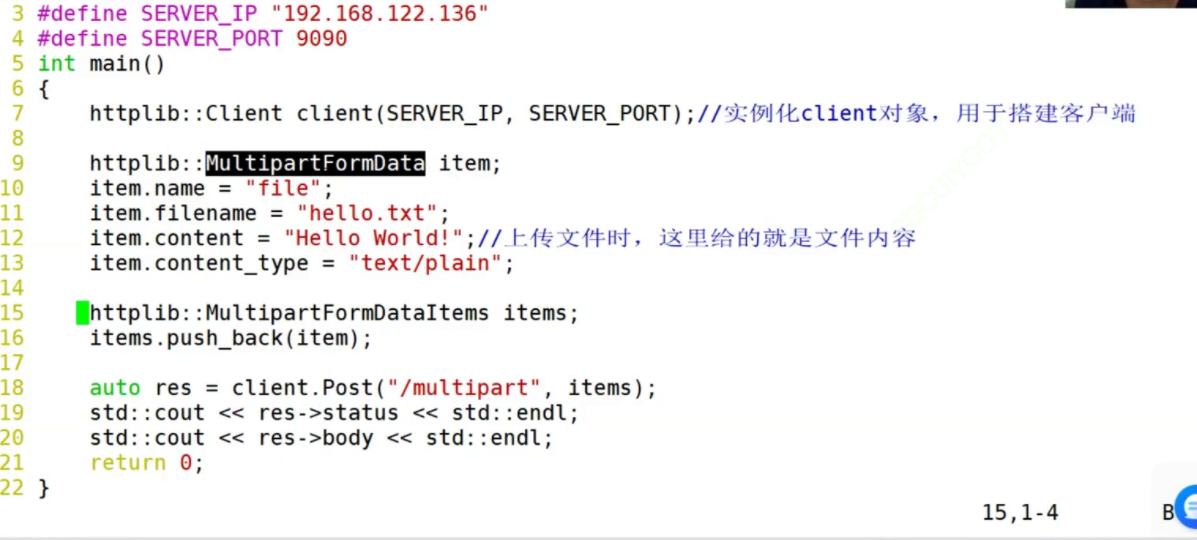 3 #define SERVER_IP "192.168.122.136"
4 #define SERVER_PORT 9090
5 int main()
6 {
7     httplib::Client client(SERVER_IP, SERVER_PORT);//实例化client对象，用于搭建客户端
8
9     httplib::MultipartFormData item;
10     item.name = "file";
11     item.filename = "hello.txt";
12     item.content = "Hello World!";//上传文件时，这里给的就是文件内容
13     item.content_type = "text/plain";
14
15     httplib::MultipartFormDataItems items;
16     items.push_back(item);
17
18     auto res = client.Post("/multipart", items);
19     std::cout << res->status << std::endl;
20     std::cout << res->body << std::endl;
21     return 0;
22 }
15,1-4
B